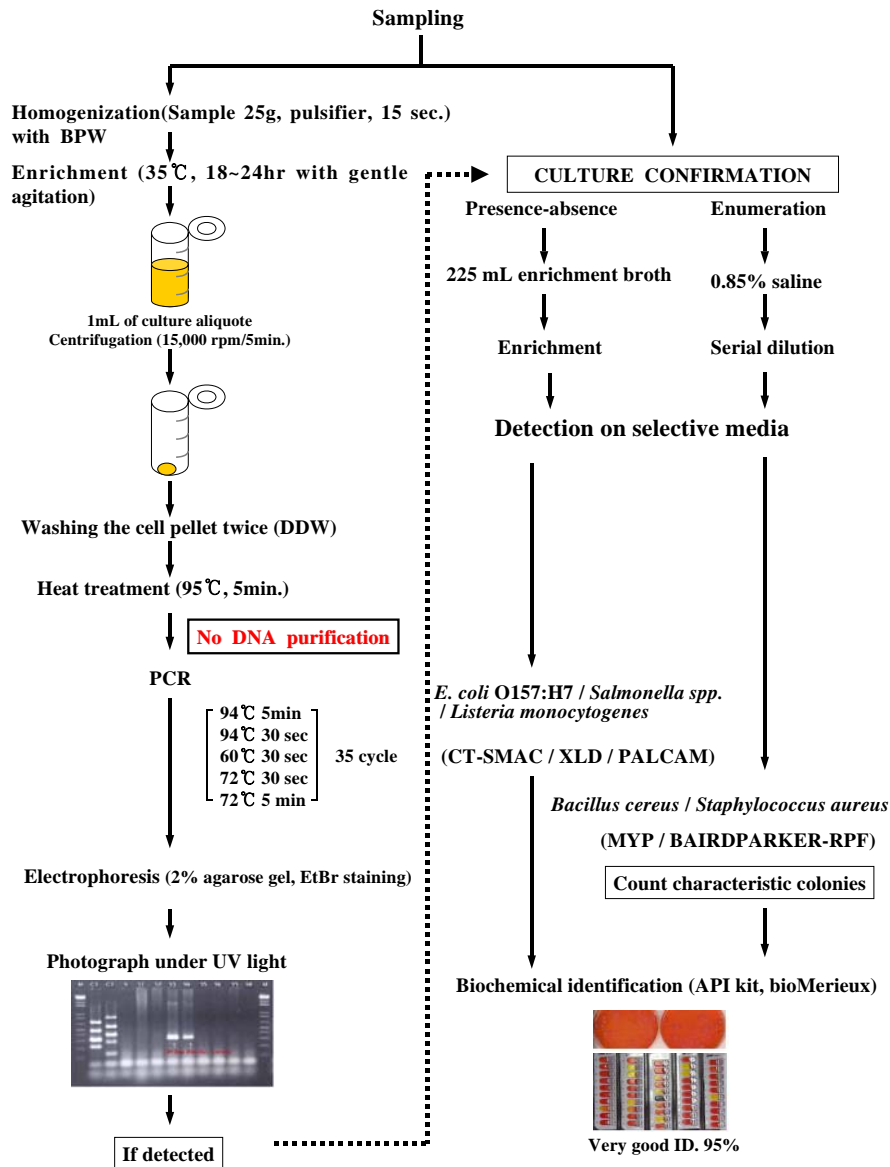 Sampling
Homogenization(Sample 25g, pulsifier, 15 sec.)
with BPW
Enrichment (35℃, 18~24hr with gentle
agitation)
1mL of culture aliquote
Centrifugation (15,000 rpm/5min.)
Washing the cell pellet twice (DDW)
Heat treatment (95℃, 5min.)
No DNA purification
PCR
94℃ 5min
94℃ 30 sec
60℃ 30 sec
72℃ 30 sec
72℃ 5 min
35 cycle
Electrophoresis (2% agarose gel, EtBr staining)
Photograph under UV light
If detected
CULTURE CONFIRMATION
Presence-absence
225 mL enrichment broth
Enrichment
Enumeration
0.85% saline
Serial dilution
Detection on selective media
E. coli O157:H7 / Salmonella spp.
/ Listeria monocytogenes
(CT-SMAC / XLD / PALCAM)
Bacillus cereus / Staphylococcus aureus
(MYP / BAIRDPARKER-RPF)
Count characteristic colonies
Biochemical identification (API kit, bioMerieux)
Very good ID. 95%